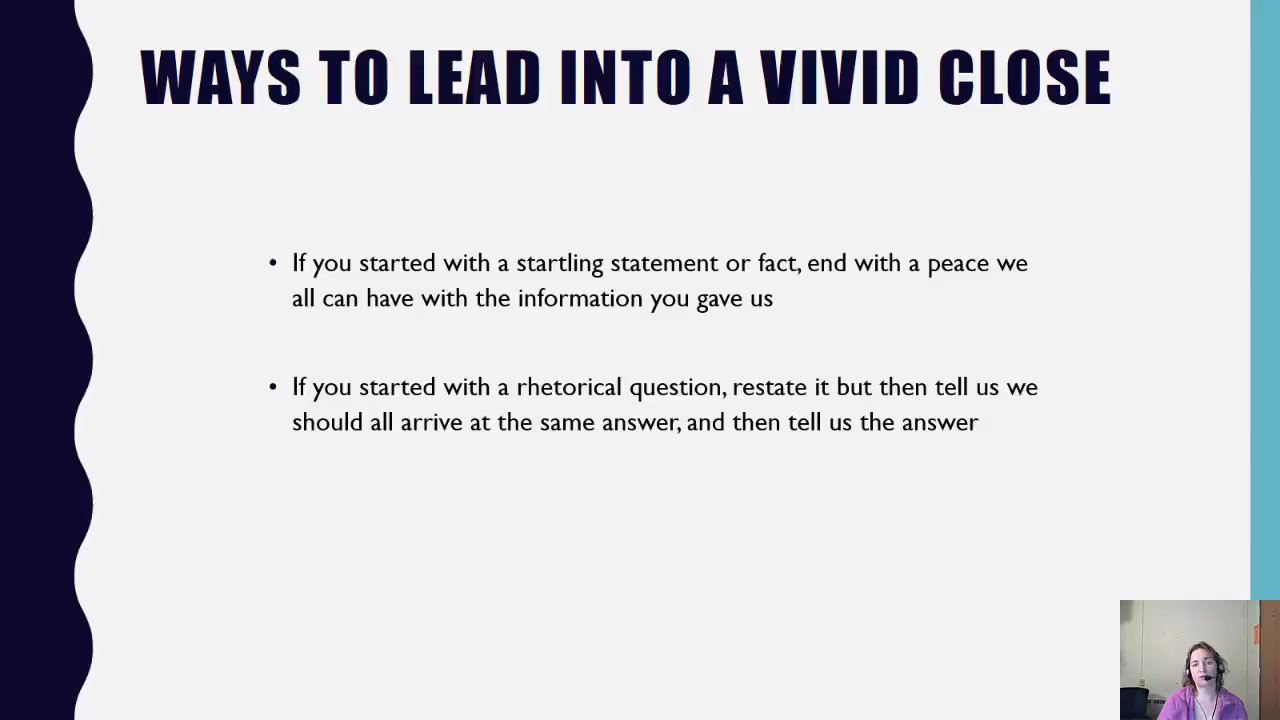 WAYS TO LEAD INTO A VIVID CLOSE
• If you started with a startling statement or fact, end with a peace we
all can have with the information you gave us
• If you started with a rhetorical question, restate it but then tell us we
should all arrive at the same answer, and then tell us the answer